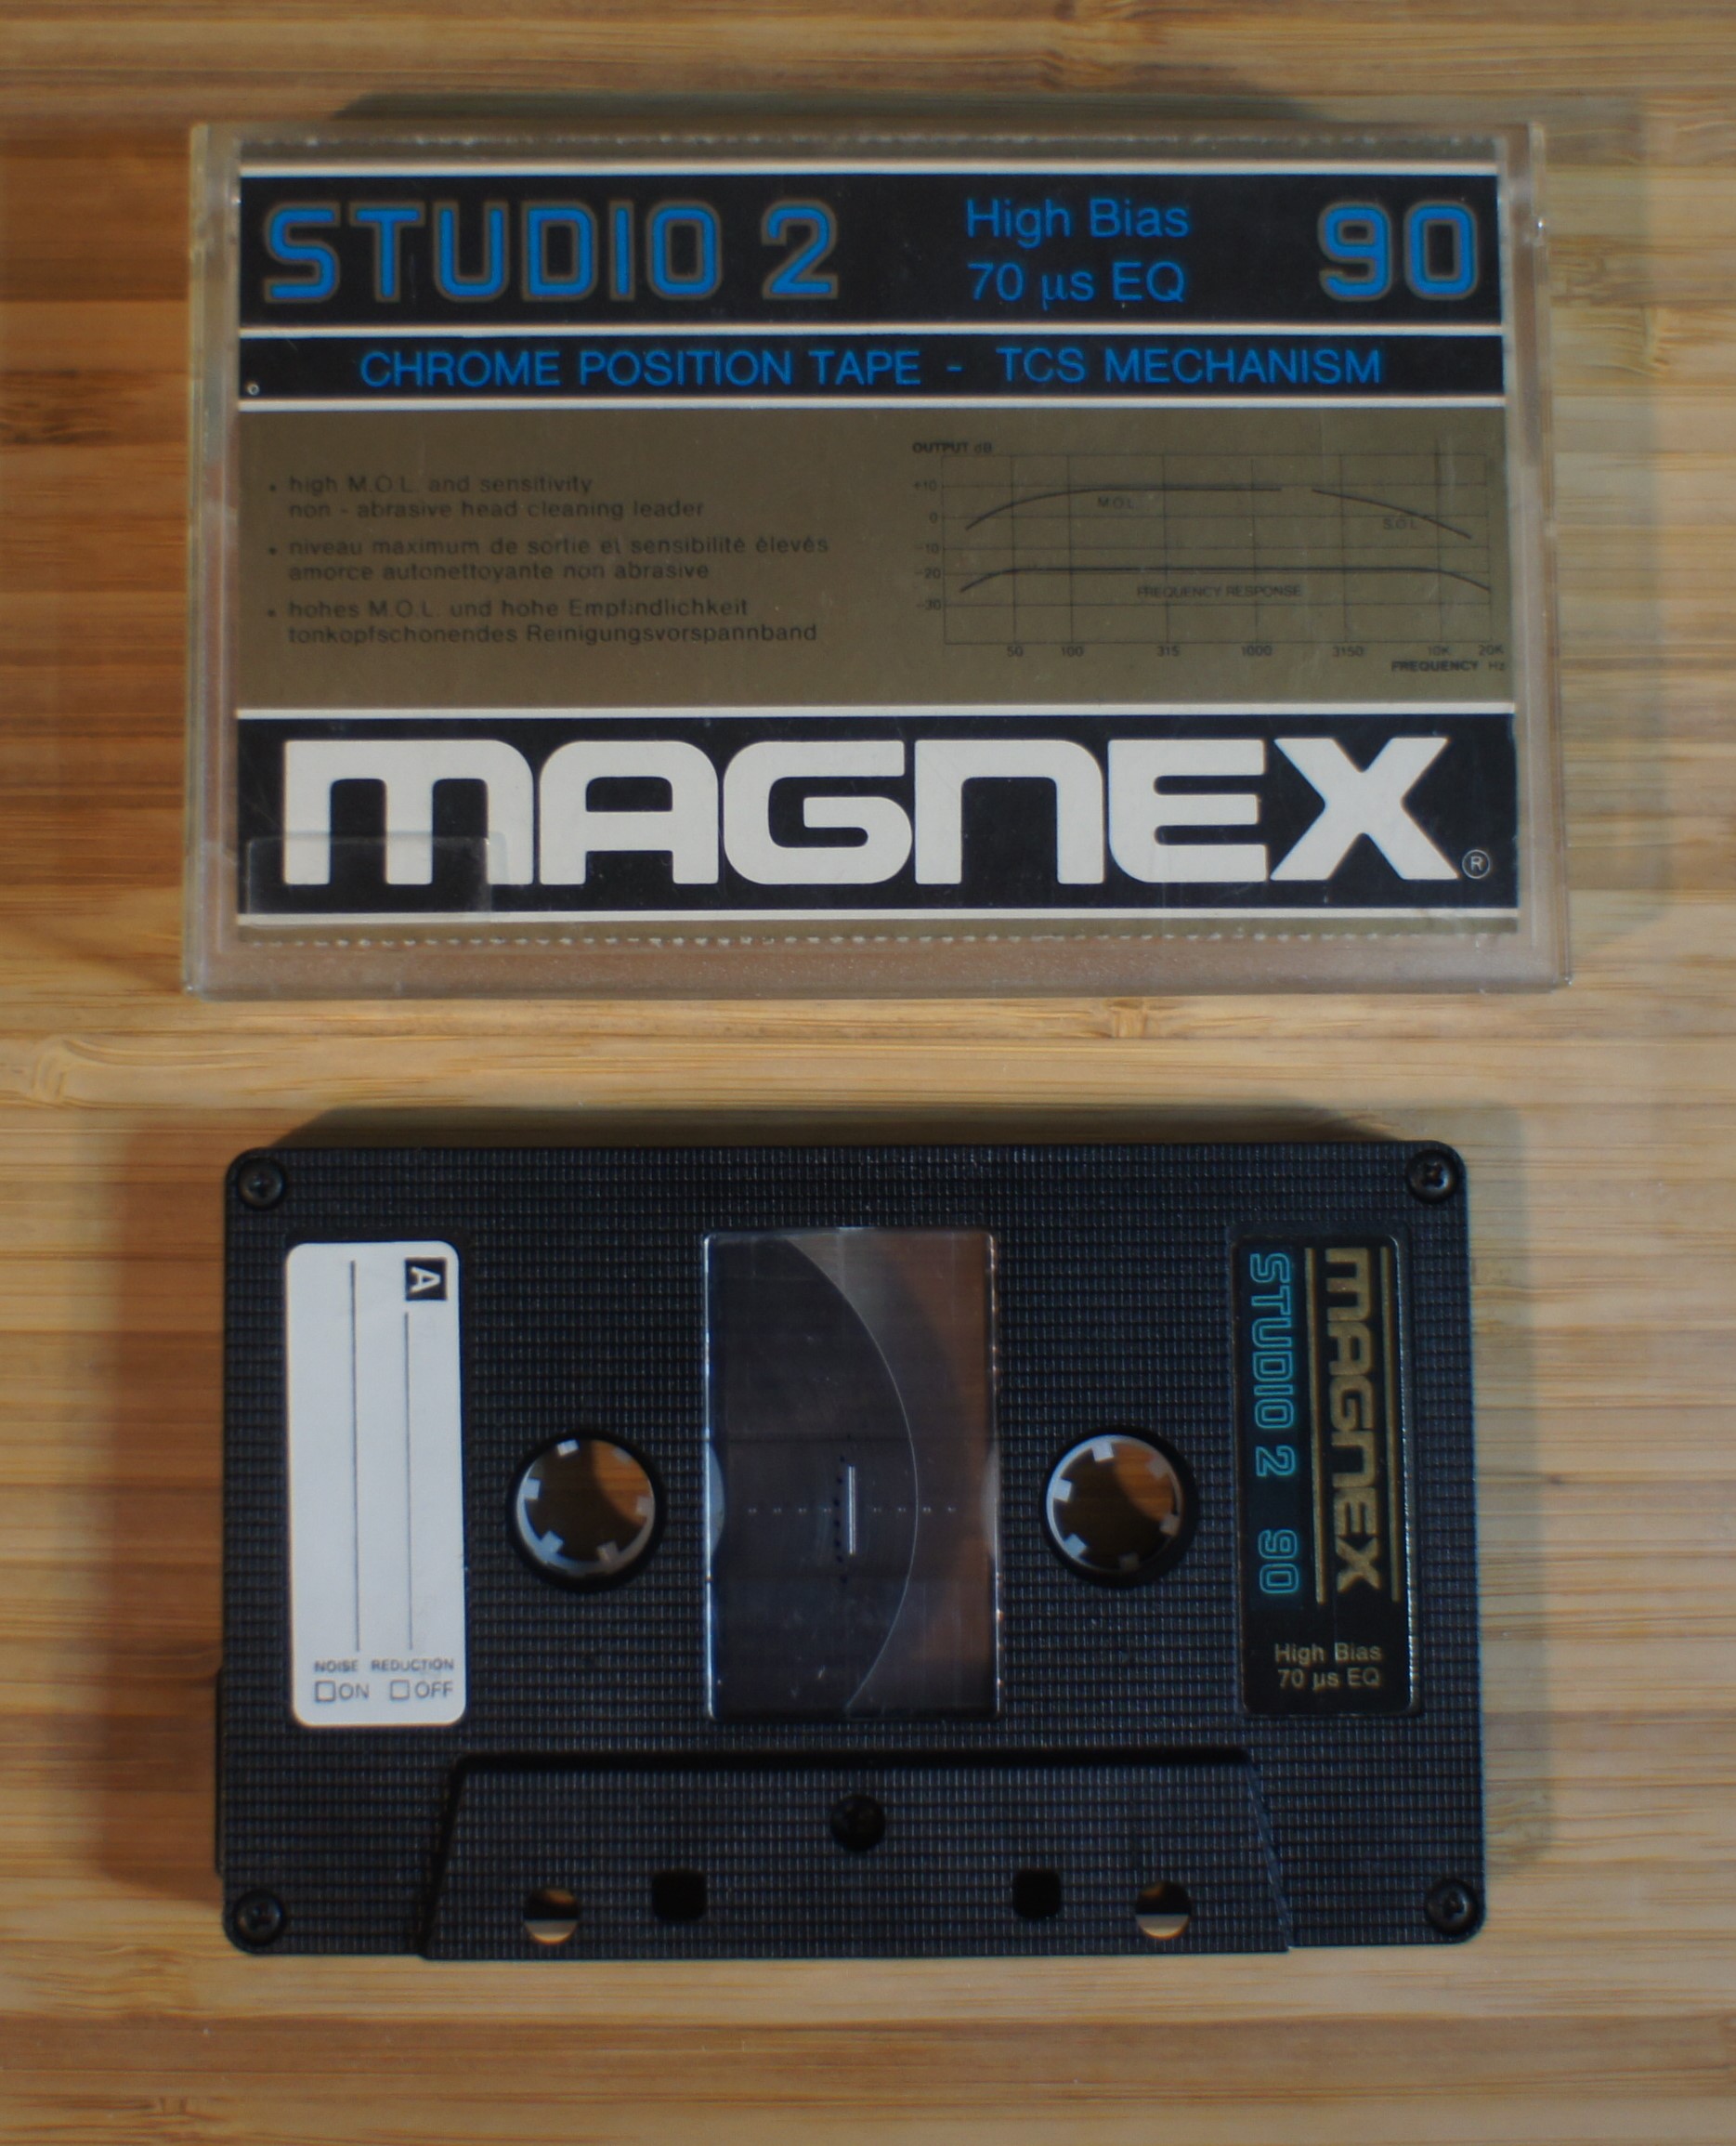 STUDIO 2
High Bias
70 µs EQ
90
CHROME POSITION TAPE - TCS MECHANISM
• high M.O.L. and sensitivity
non - abrasive head cleaning leader
• niveau maximum de sortie et sensibilité élevés
amorce autonettoyante non abrasive
• hohes M.O.L. und hohe Empfindlichkeit
tonkopfschonendes Reinigungsvorspannband
OUTPUT dB
+10
0
-10
-20
-30
M.O.L.
S.O.L.
FREQUENCY RESPONSE
50 100 315 1000 3150 10K 20K
FREQUENCY Hz
MAGNEX ®
A
NOISE REDUCTION
ON OFF
MAGNEX
STUDIO 2 90
High Bias
70 µs EQ